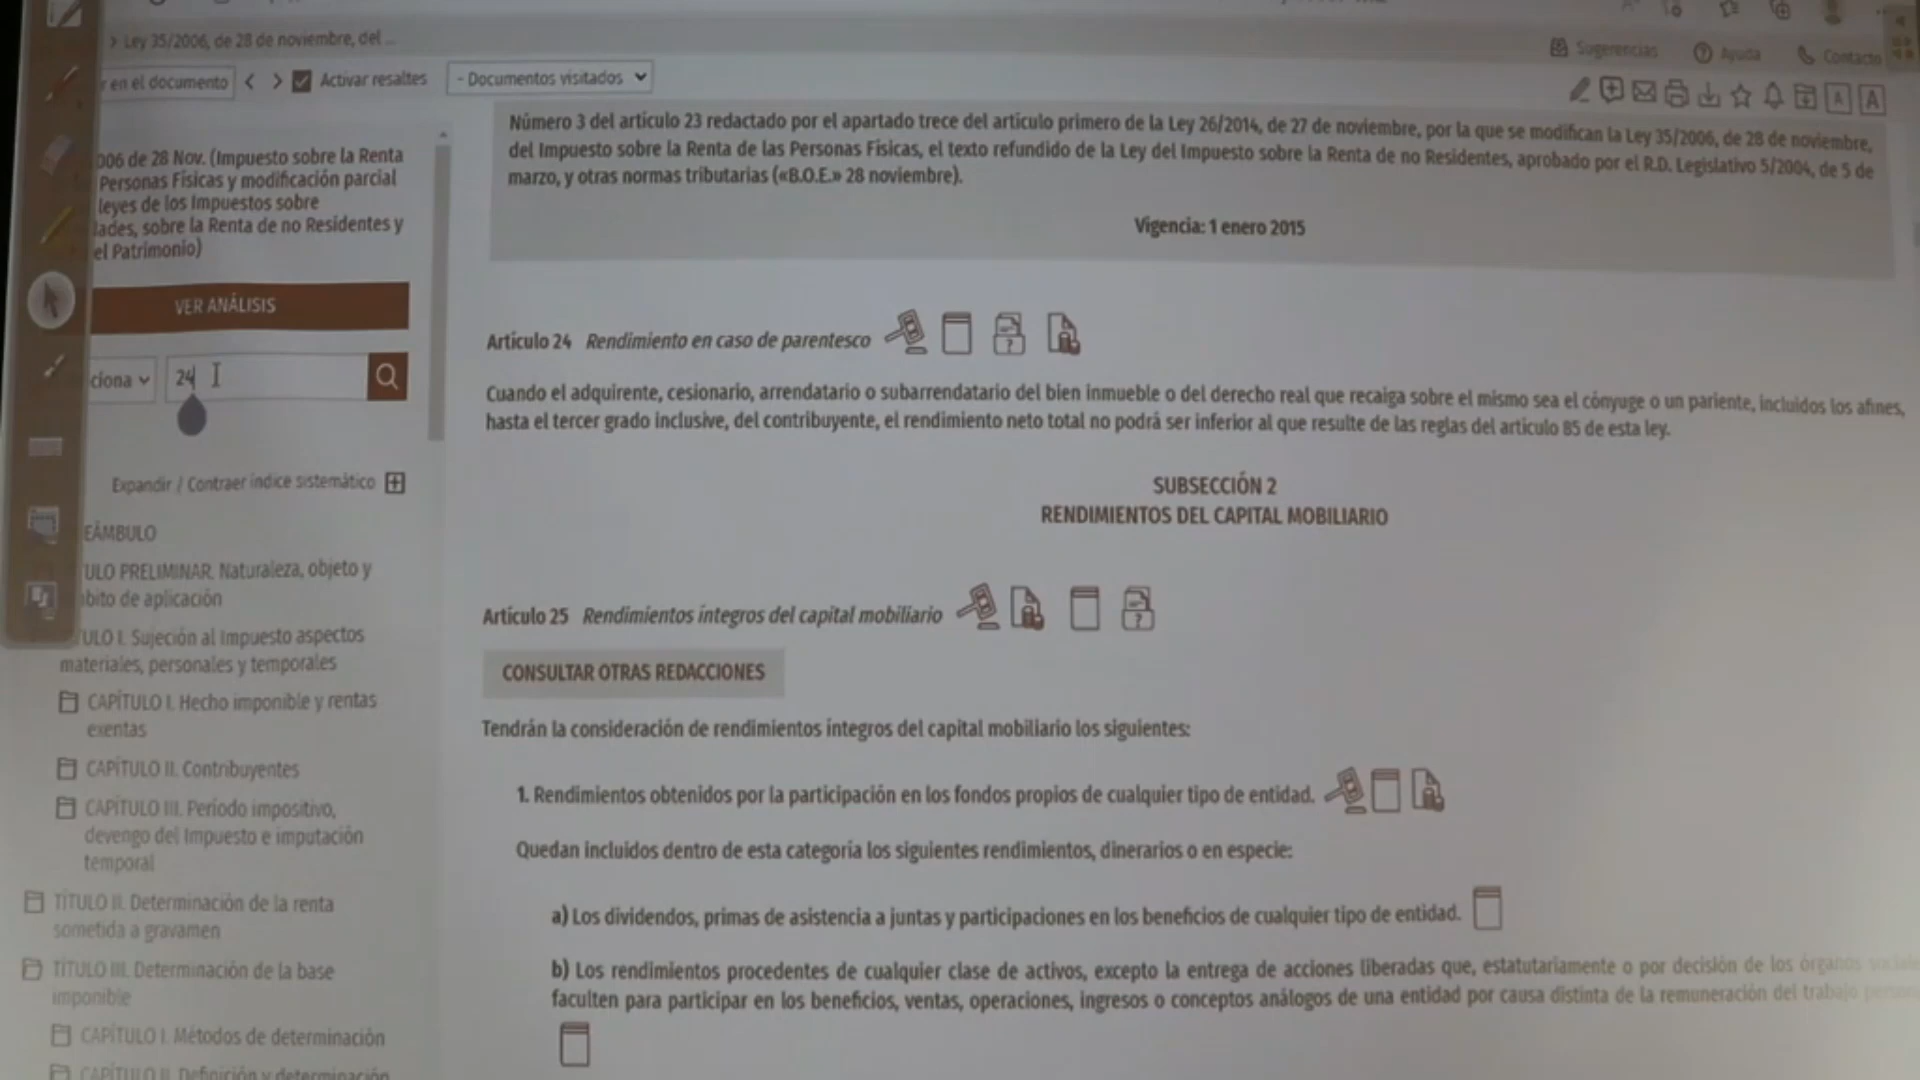 > Ley 35/2006, de 28 de noviembre, del ...
Sugerencias
Ayuda
Contacto
r en el documento
Activar resaltes
- Documentos visitados
A
A
006 de 28 Nov. (Impuesto sobre la Renta
Personas Físicas y modificación parcial
leyes de los Impuestos sobre
dades, sobre la Renta de no Residentes y
el Patrimonio)
VER ANÁLISIS
ciona
24
Expandir / Contraer índice sistemático
EÁMBULO
ULO PRELIMINAR. Naturaleza, objeto y
bito de aplicación
ULO I. Sujeción al Impuesto aspectos
materiales, personales y temporales
CAPÍTULO I. Hecho imponible y rentas
exentas
CAPÍTULO II. Contribuyentes
CAPÍTULO III. Período impositivo,
devengo del Impuesto e imputación
temporal
TÍTULO II. Determinación de la renta
sometida a gravamen
TÍTULO III. Determinación de la base
imponible
CAPÍTULO I. Métodos de determinación
CAPÍTULO II. Definición y determinación
Número 3 del artículo 23 redactado por el apartado trece del artículo primero de la Ley 26/2014, de 27 de noviembre, por la que se modifican la Ley 35/2006, de 28 de noviembre,
del Impuesto sobre la Renta de las Personas Físicas, el texto refundido de la Ley del Impuesto sobre la Renta de no Residentes, aprobado por el R.D. Legislativo 5/2004, de 5 de
marzo, y otras normas tributarias («B.O.E.» 28 noviembre).
Vigencia: 1 enero 2015
Artículo 24 Rendimiento en caso de parentesco
Cuando el adquirente, cesionario, arrendatario o subarrendatario del bien inmueble o del derecho real que recaiga sobre el mismo sea el cónyuge o un pariente, incluidos los afines,
hasta el tercer grado inclusive, del contribuyente, el rendimiento neto total no podrá ser inferior al que resulte de las reglas del artículo 85 de esta ley.
SUBSECCIÓN 2
RENDIMIENTOS DEL CAPITAL MOBILIARIO
Artículo 25 Rendimientos íntegros del capital mobiliario
CONSULTAR OTRAS REDACCIONES
Tendrán la consideración de rendimientos íntegros del capital mobiliario los siguientes:
1. Rendimientos obtenidos por la participación en los fondos propios de cualquier tipo de entidad.
Quedan incluidos dentro de esta categoría los siguientes rendimientos, dinerarios o en especie:
a) Los dividendos, primas de asistencia a juntas y participaciones en los beneficios de cualquier tipo de entidad.
b) Los rendimientos procedentes de cualquier clase de activos, excepto la entrega de acciones liberadas que, estatutariamente o por decisión de los órganos
faculten para participar en los beneficios, ventas, operaciones, ingresos o conceptos análogos de una entidad por causa distinta de la remuneración del trabajo